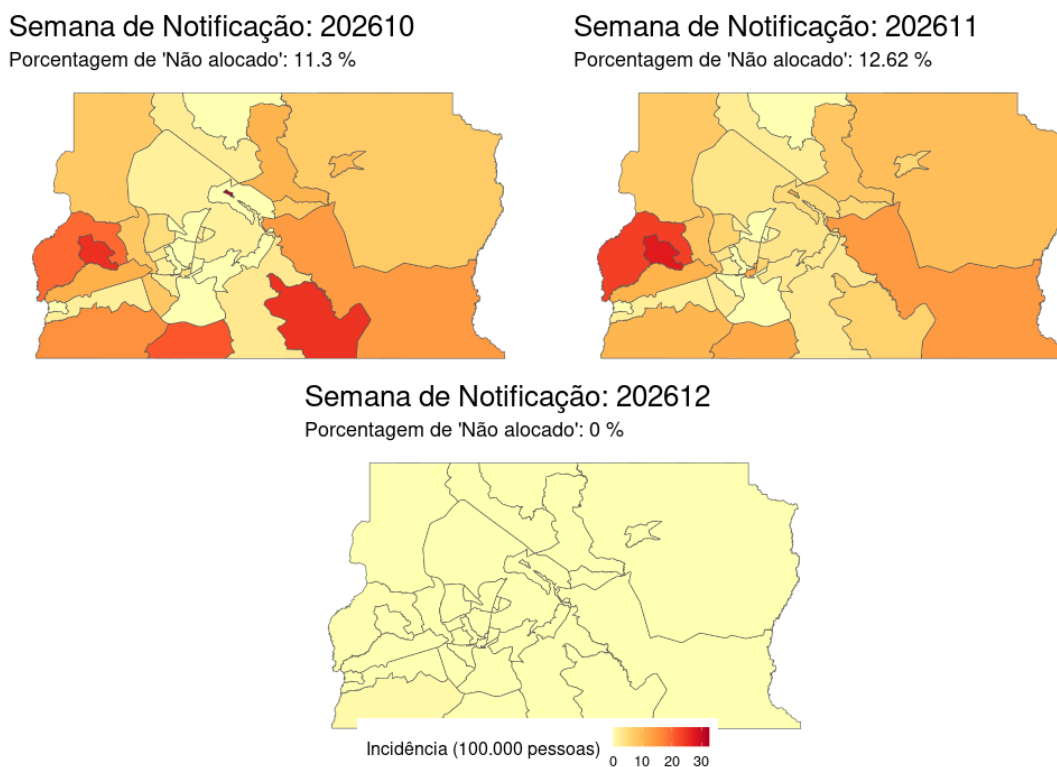 Semana de Notificação: 202610
Porcentagem de 'Não alocado': 11.3 %
Semana de Notificação: 202611
Porcentagem de 'Não alocado': 12.62 %
Semana de Notificação: 202612
Porcentagem de 'Não alocado': 0 %
Incidência (100.000 pessoas)
0 10 20 30